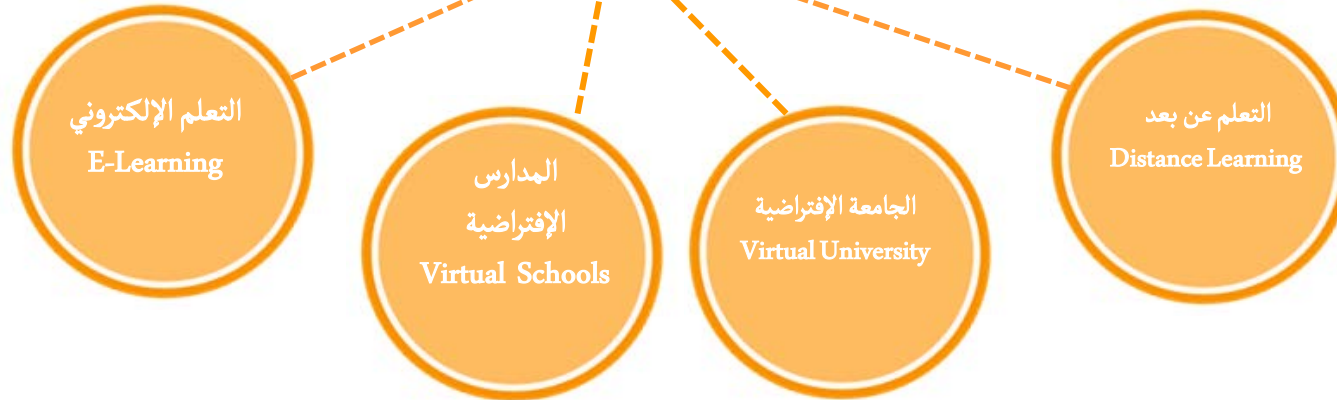 التعلم الإلكتروني
E-Learning
المدارس
الإفتراضية
Virtual Schools
الجامعة الإفتراضية
Virtual University
التعلم عن بعد
Distance Learning